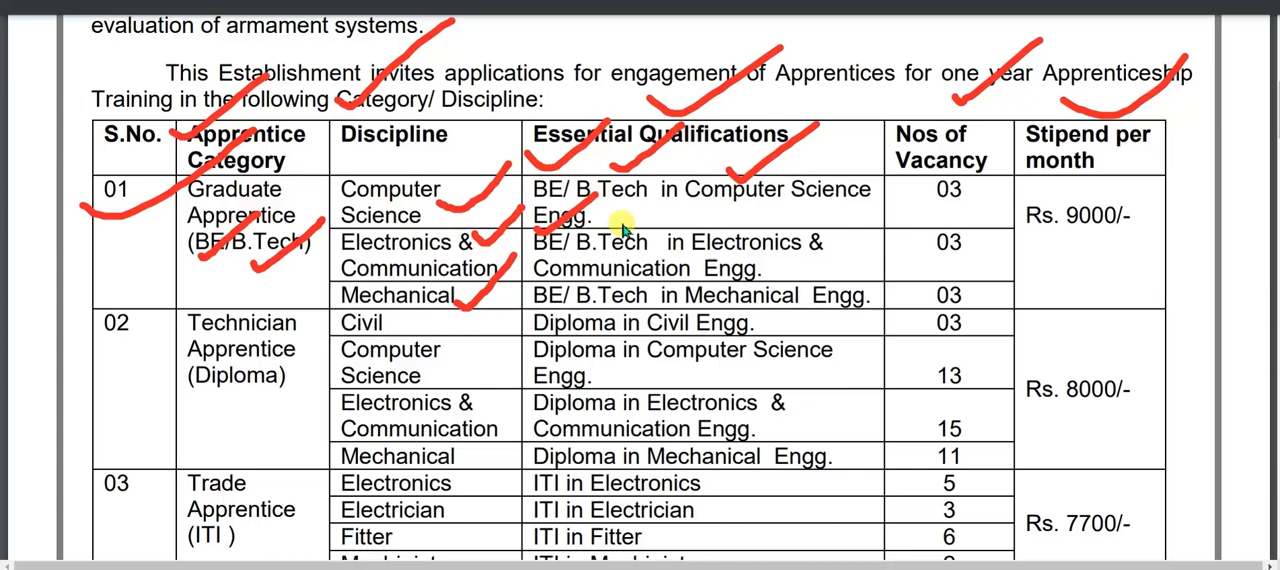 evaluation of armament systems.
This Establishment invites applications for engagement of Apprentices for one year Apprenticeship
Training in the following Category/ Discipline:
S.No. Apprentice Category Discipline Essential Qualifications Nos of Vacancy Stipend per month
01 Graduate Apprentice (BE/B.Tech) Computer Science BE/ B.Tech in Computer Science Engg. 03 Rs. 9000/-
Electronics & Communication BE/ B.Tech in Electronics & Communication Engg. 03
Mechanical BE/ B.Tech in Mechanical Engg. 03
02 Technician Apprentice (Diploma) Civil Diploma in Civil Engg. 03 Rs. 8000/-
Computer Science Diploma in Computer Science Engg. 13
Electronics & Communication Diploma in Electronics & Communication Engg. 15
Mechanical Diploma in Mechanical Engg. 11
03 Trade Apprentice (ITI ) Electronics ITI in Electronics 5 Rs. 7700/-
Electrician ITI in Electrician 3
Fitter ITI in Fitter 6